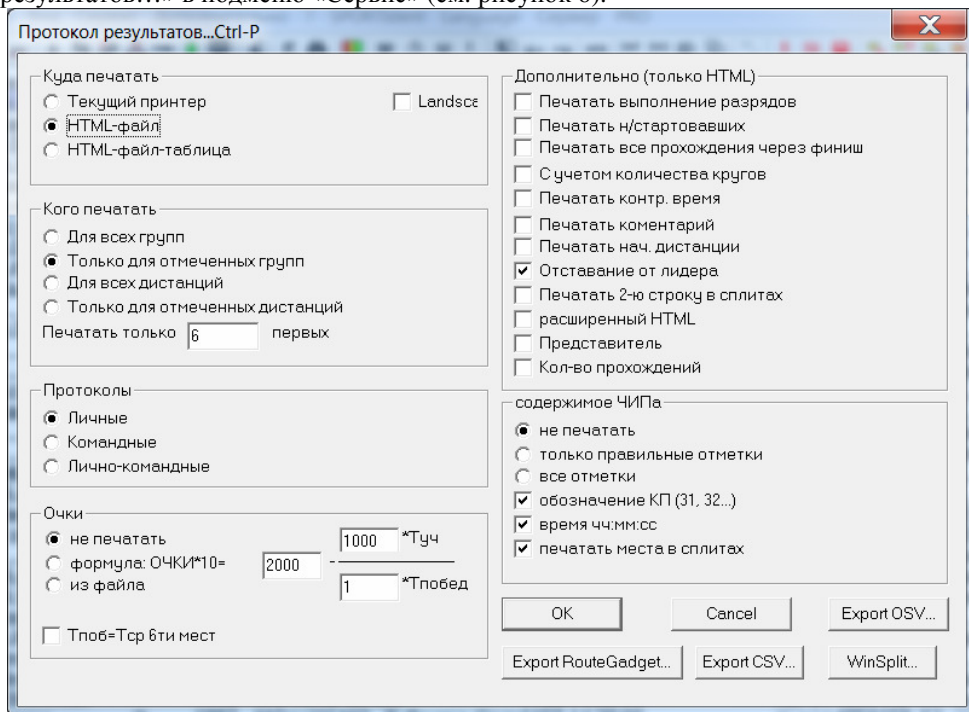 результатов…» в подменю «Сервис» (см. рисунок 6).
Протокол результатов...Ctrl-P
Куда печатать
Текущий принтер
Landsca
HTML-файл
HTML-файл-таблица
Кого печатать
Для всех групп
Только для отмеченных групп
Для всех дистанций
Только для отмеченных дистанций
Печатать только 6 первых
Протоколы
Личные
Командные
Лично-командные
Очки
не печатать
формула: ОЧКИ*10= 2000 - 1000 *Туч
1 *Тпобед
из файла
Тпоб=Тср 6ти мест
Дополнительно (только HTML)
Печатать выполнение разрядов
Печатать н/стартовавших
Печатать все прохождения через финиш
С учетом количества кругов
Печатать контр. время
Печатать коментарий
Печатать нач. дистанции
Отставание от лидера
Печатать 2-ю строку в сплитах
расширенный HTML
Представитель
Кол-во прохождений
содержимое ЧИПа
не печатать
только правильные отметки
все отметки
обозначение КП (31, 32...)
время чч:мм:сс
печатать места в сплитах
OK
Cancel
Export OSV...
Export RouteGadget...
Export CSV...
WinSplit...